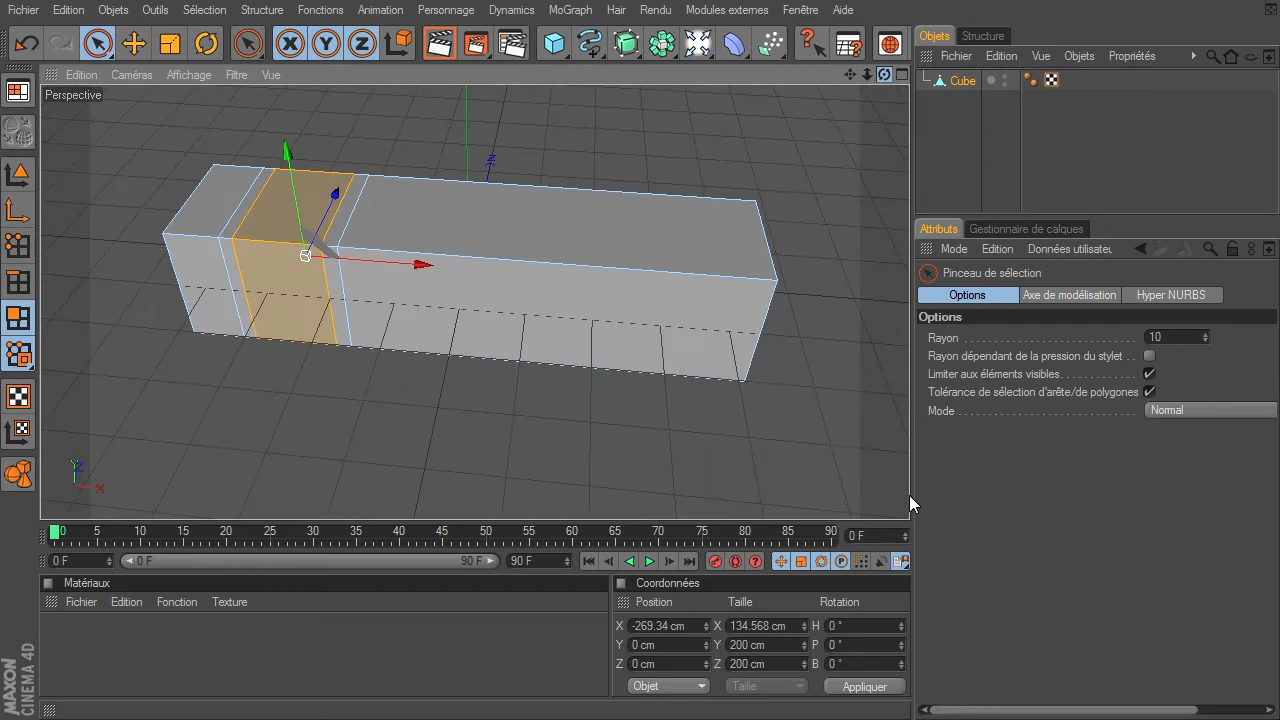 Fichier Edition Objets Outils Sélection Structure Fonctions Animation Personnage Dynamics MoGraph Hair Rendu Modules externes Fenêtre Aide
X Y Z
Objets Structure
Fichier Edition Vue Objets Propriétés
Edition Caméras Affichage Filtre Vue
Cube
Perspective
Z
Attributs Gestionnaire de calques
Mode Edition Données utilisateur
Pinceau de sélection
Options Axe de modélisation Hyper NURBS
Options
Rayon 10
Rayon dépendant de la pression du stylet
Limiter aux éléments visibles
Tolérance de sélection d'arête/de polygones
Mode Normal
Y
X
0 5 10 15 20 25 30 35 40 45 50 55 60 65 70 75 80 85 90 0 F
0 F 0 F 90 F 90 F
Matériaux
Fichier Edition Fonction Texture
Coordonnées
Position Taille Rotation
X -269.34 cm X 134.568 cm H 0 °
Y 0 cm Y 200 cm P 0 °
Z 0 cm Z 200 cm B 0 °
Objet Taille Appliquer
MAXON
CINEMA 4D